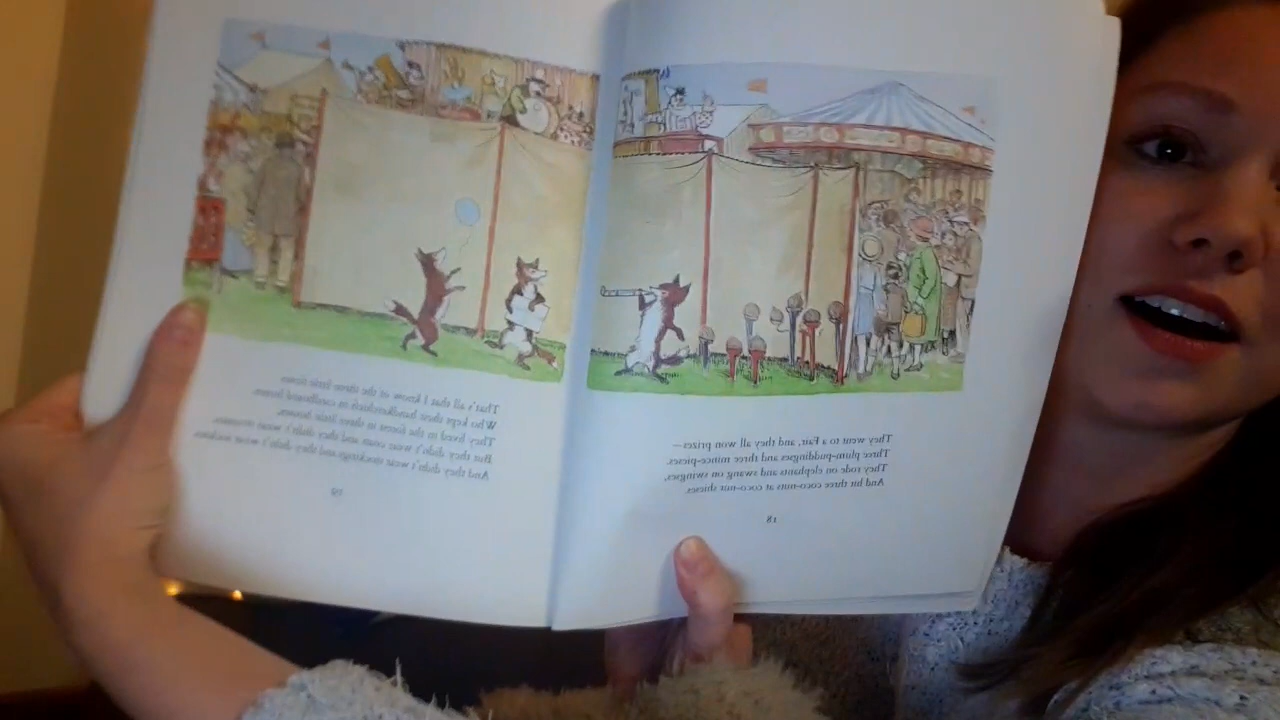 They went to a Fair, and they all won prizes—
Three plum-puddingses and three mince-pieses.
They rode on elephants and swang on swingses,
And hit three coco-nuts at coco-nut shieses.
18
That's all that I know of the three little foxes
Who kept their handkerchiefs in cardboard boxes.
They lived in the forest in three little houses,
But they didn't wear coats and they didn't wear trousies,
And they didn't wear stockings and they didn't wear sockses.
19